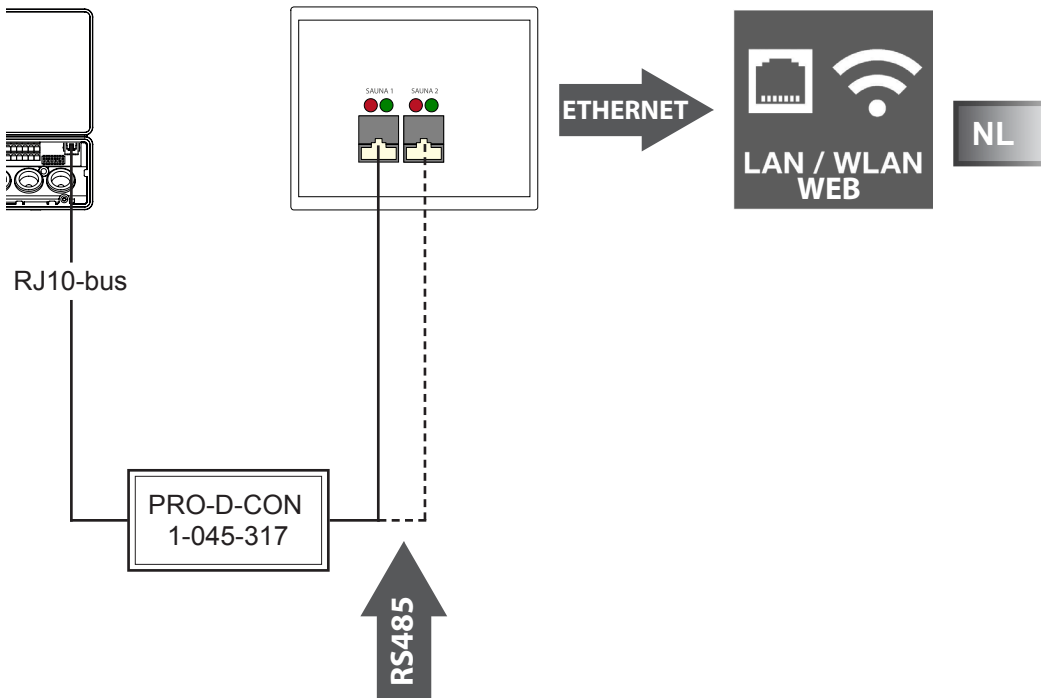 SAUNA 1 SAUNA 2
ETHERNET
LAN / WLAN
WEB
NL
RJ10-bus
PRO-D-CON
1-045-317
RS485